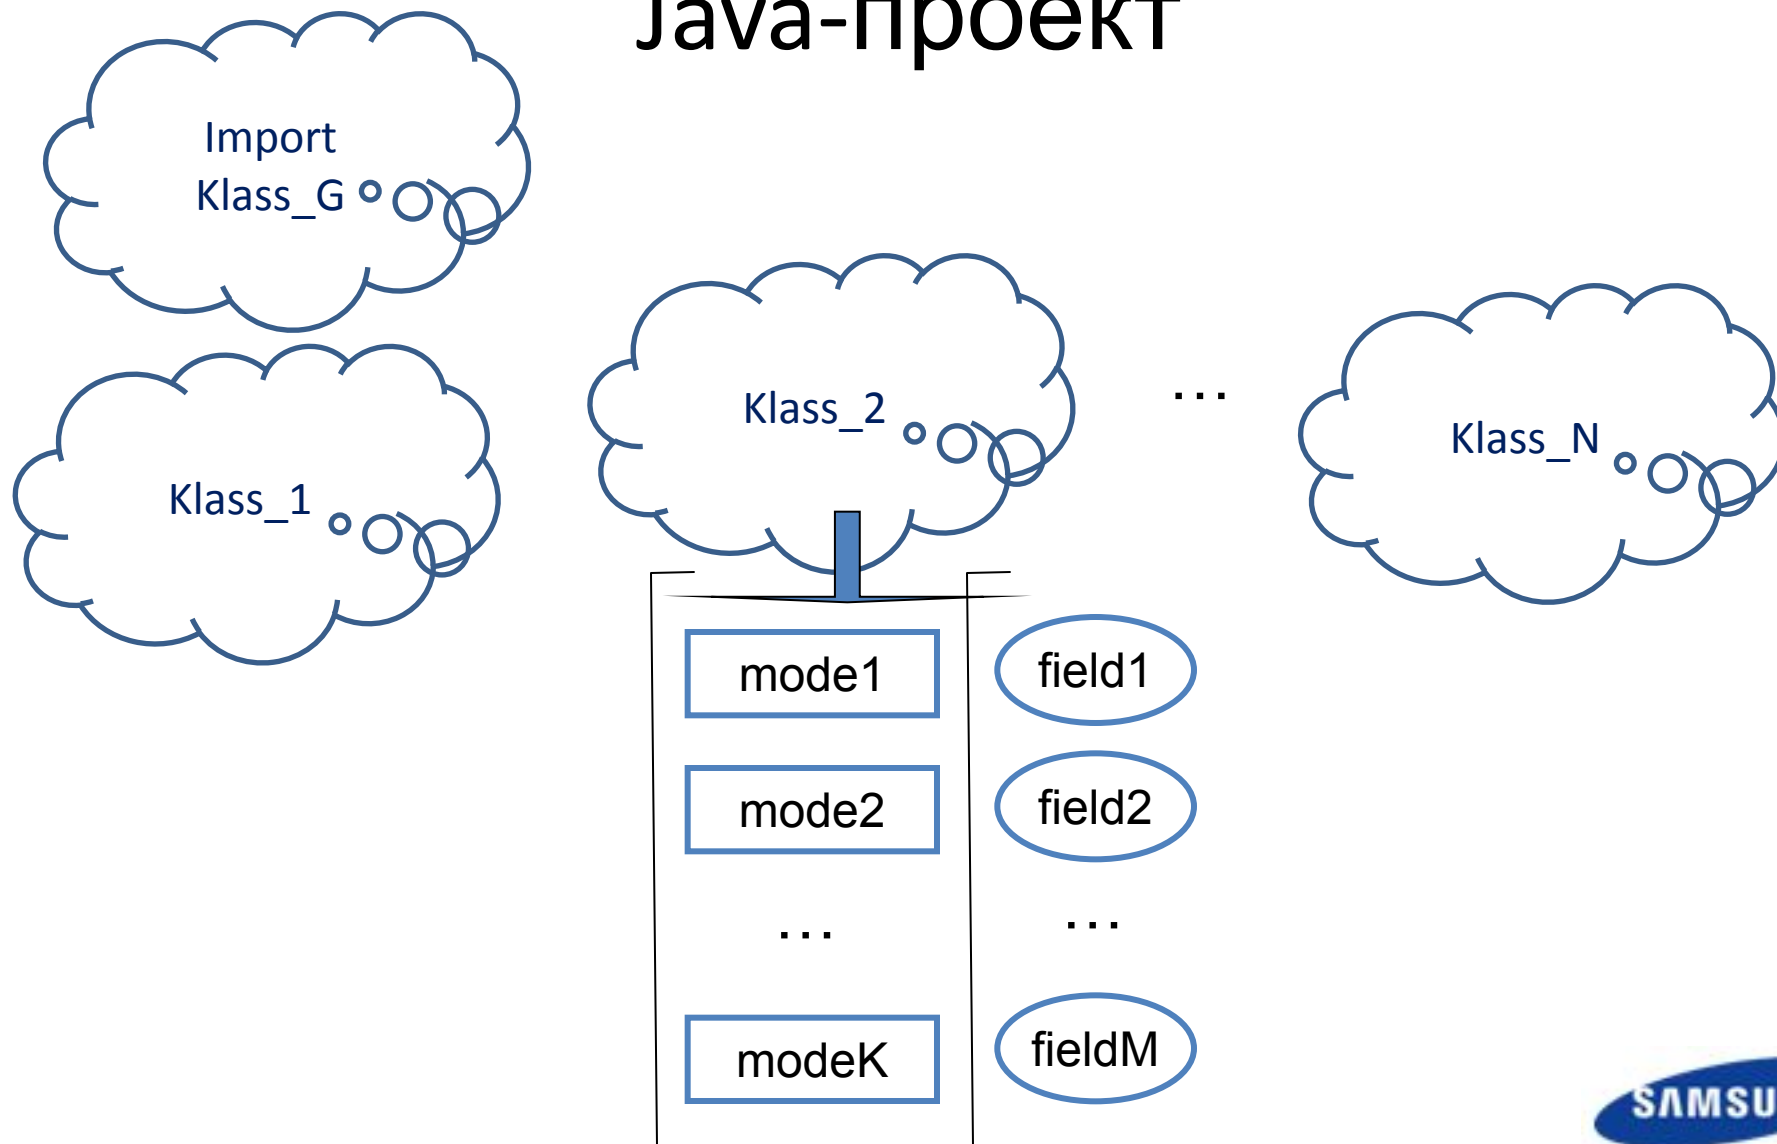 Java-проект
Import
Klass_G
Klass_1
Klass_2
...
Klass_N
mode1
field1
mode2
field2
...
...
modeK
fieldM
SAMSU